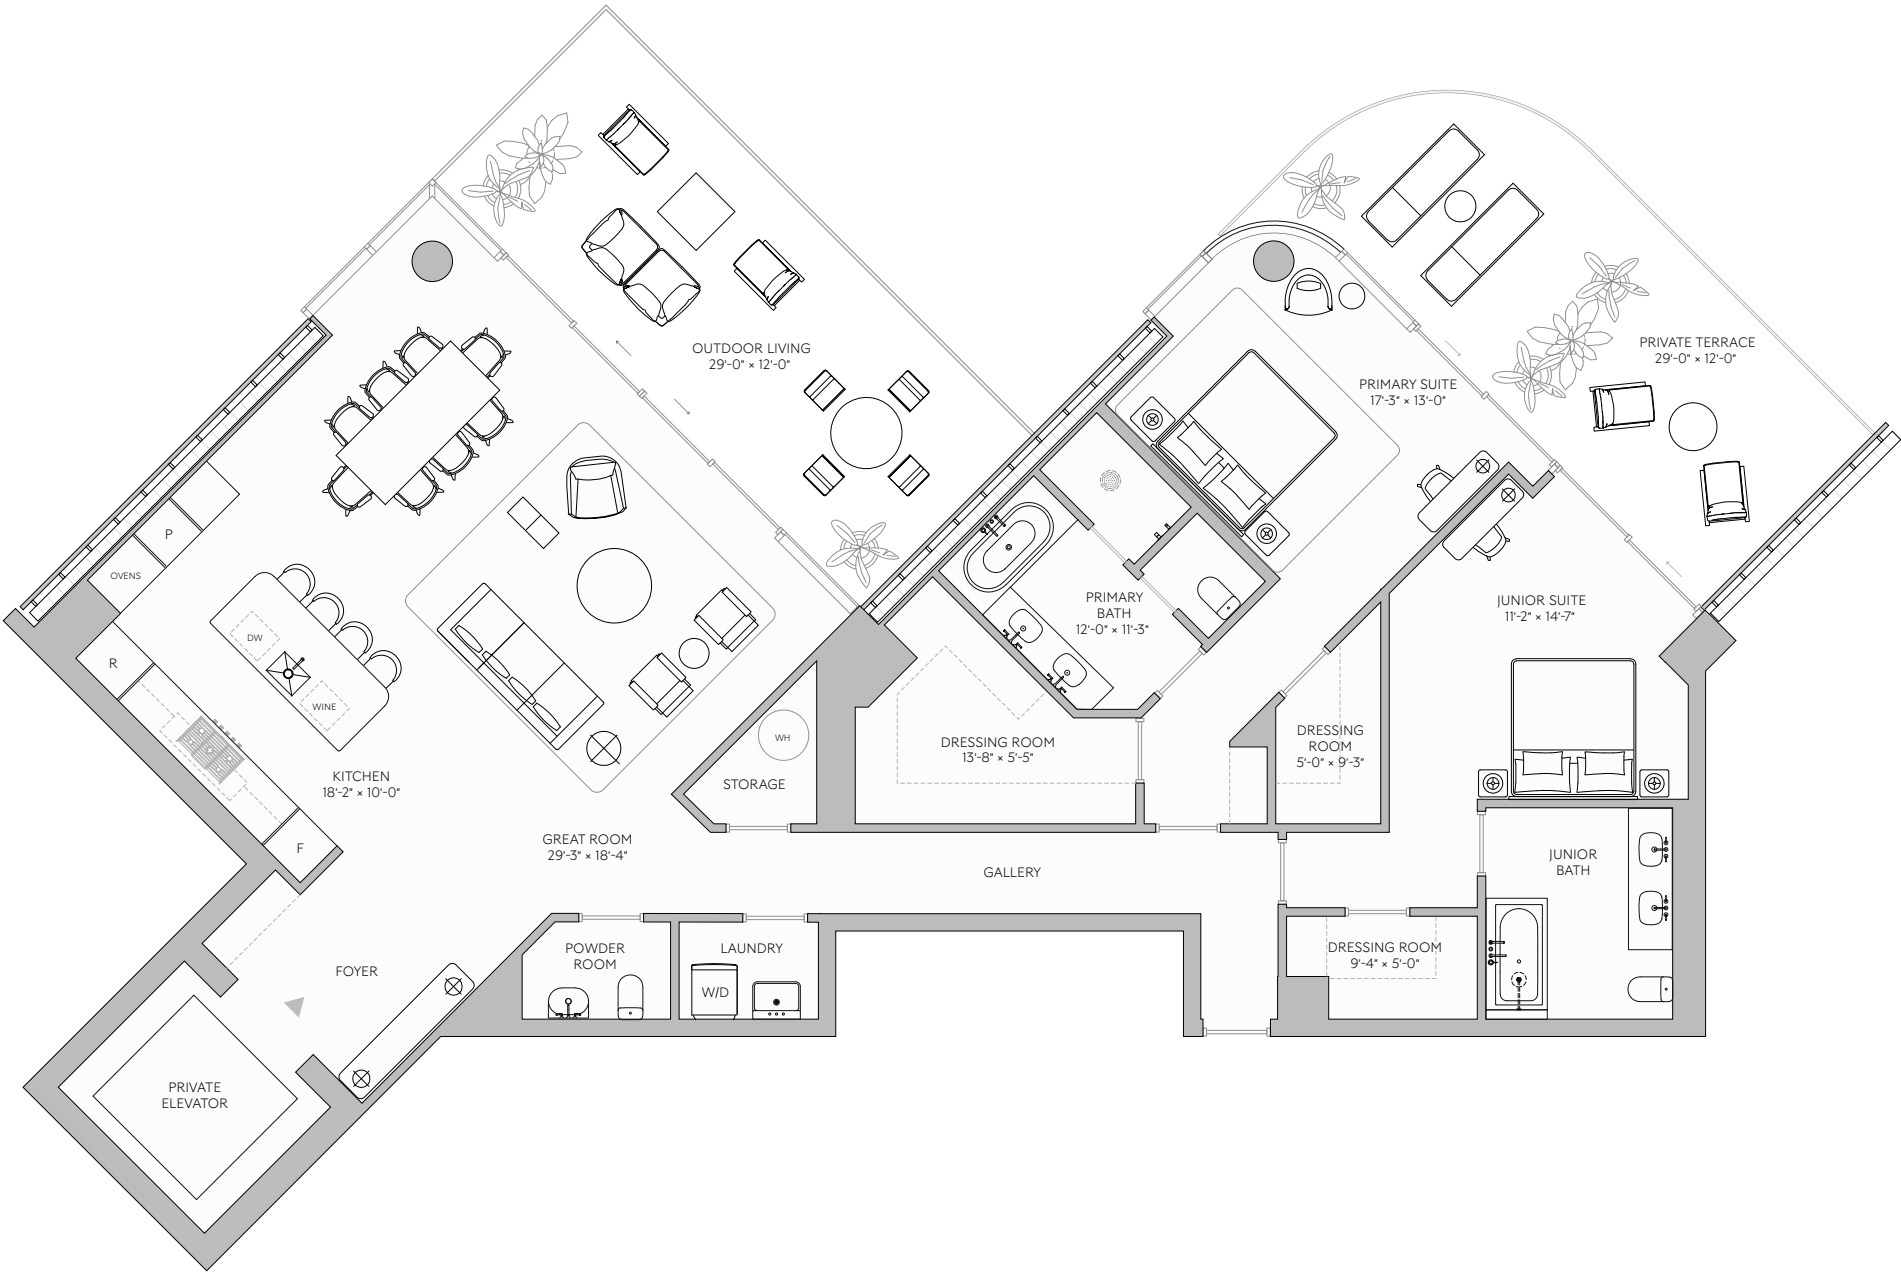 OUTDOOR LIVING
29'-0" × 12'-0"
PRIVATE TERRACE
29'-0" × 12'-0"
PRIMARY SUITE
17'-3" × 13'-0"
P
OVENS
R
DW
WINE
F
KITCHEN
18'-2" × 10'-0"
PRIMARY
BATH
12'-0" × 11'-3"
JUNIOR SUITE
11'-2" × 14'-7"
WH
STORAGE
DRESSING ROOM
13'-8" × 5'-5"
DRESSING
ROOM
5'-0" × 9'-3"
GREAT ROOM
29'-3" × 18'-4"
GALLERY
JUNIOR
BATH
FOYER
POWDER
ROOM
LAUNDRY
W/D
DRESSING ROOM
9'-4" × 5'-0"
PRIVATE
ELEVATOR